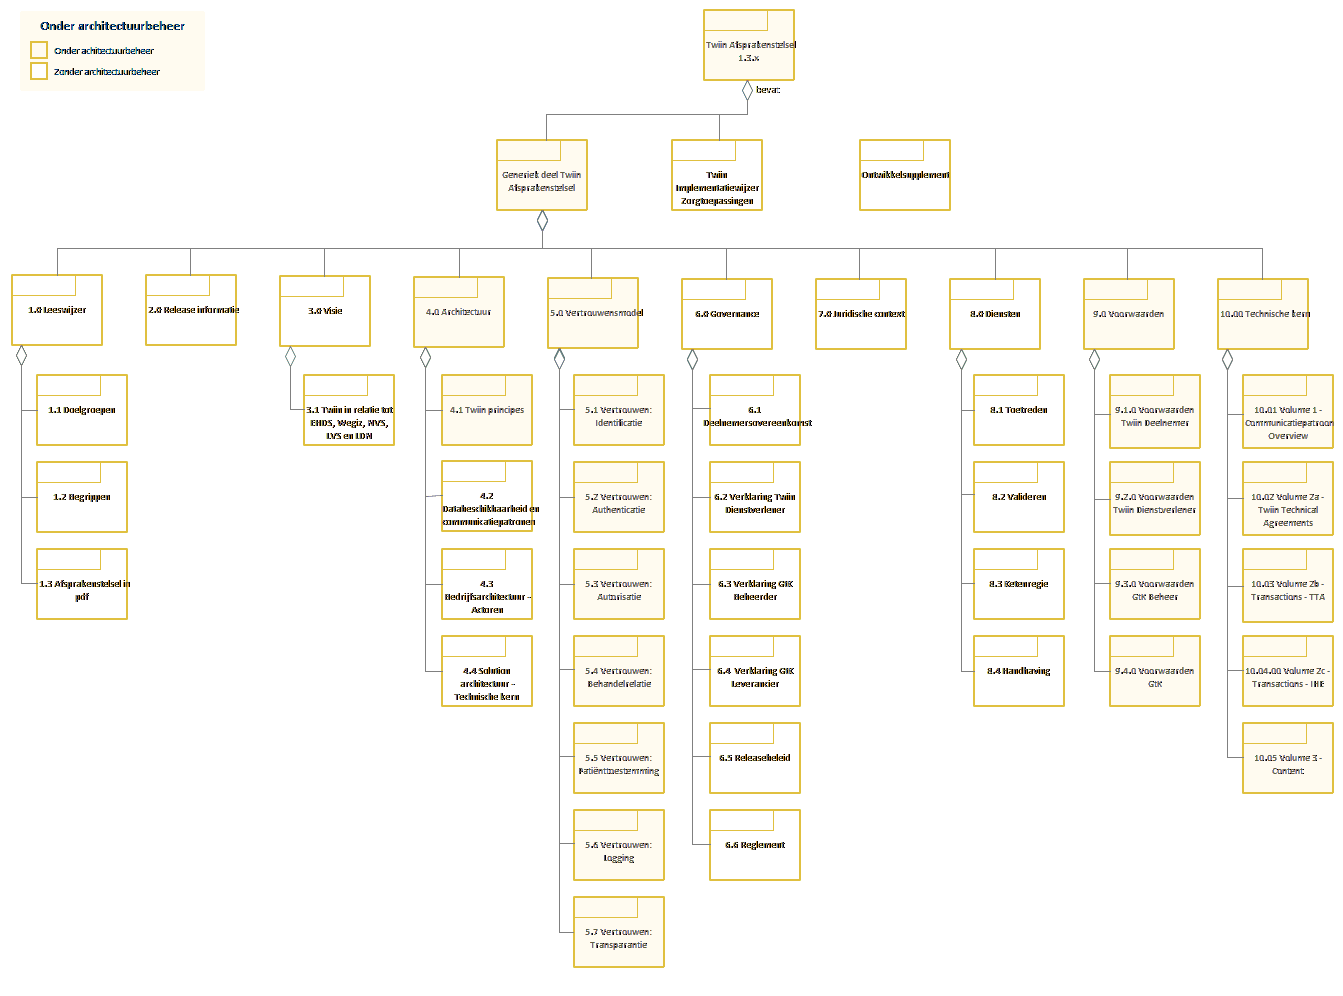 Onder architectuurbeheer
Onder achitectuurbeheer
Zonder architectuurbeheer
Twiin Afsprakenstelsel
1.3.x
bevat
Generiek deel Twiin
Afsprakenstelsel
Twiin
Implementatiewijzer
Zorgtoepassingen
Ontwikkelsupplement
1.0 Leeswijzer
2.0 Release informatie
3.0 Visie
4.0 Architectuur
5.0 Vertrouwensmodel
6.0 Governance
7.0 Juridische context
8.0 Diensten
9.0 Voorwaarden
10.00 Technische kern
1.1 Doelgroepen
1.2 Begrippen
1.3 Afsprakenstelsel in
pdf
3.1 Twiin in relatie tot
EHDS, Wegiz, NVS,
LVS en LDN
4.1 Twiin principes
4.2
Databeschikbaarheid en
communicatiepatronen
4.3
Bedrijfsarchitectuur -
Actoren
4.4 Solution
architectuur -
Technische kern
5.1 Vertrouwen:
Identificatie
5.2 Vertrouwen:
Authenticatie
5.3 Vertrouwen:
Autorisatie
5.4 Vertrouwen:
Behandelrelatie
5.5 Vertrouwen:
Patiënttoestemming
5.6 Vertrouwen:
Logging
5.7 Vertrouwen:
Transparantie
6.1
Deelnemersovereenkomst
6.2 Verklaring Twiin
Dienstverlener
6.3 Verklaring GtK
Beheerder
6.4 Verklaring GtK
Leverancier
6.5 Releasebeleid
6.6 Reglement
8.1 Toetreden
8.2 Valideren
8.3 Ketenregie
8.4 Handhaving
9.1.0 Voorwaarden
Twiin Deelnemer
9.2.0 Voorwaarden
Twiin Dienstverlener
9.3.0 Voorwaarden
GtK Beheer
9.4.0 Voorwaarden
GtK
10.01 Volume 1 -
Communicatiepatroon
Overview
10.02 Volume 2a -
Twiin Technical
Agreements
10.03 Volume 2b -
Transactions - TTA
10.04.00 Volume 2c -
Transactions - IHE
10.05 Volume 3 -
Content